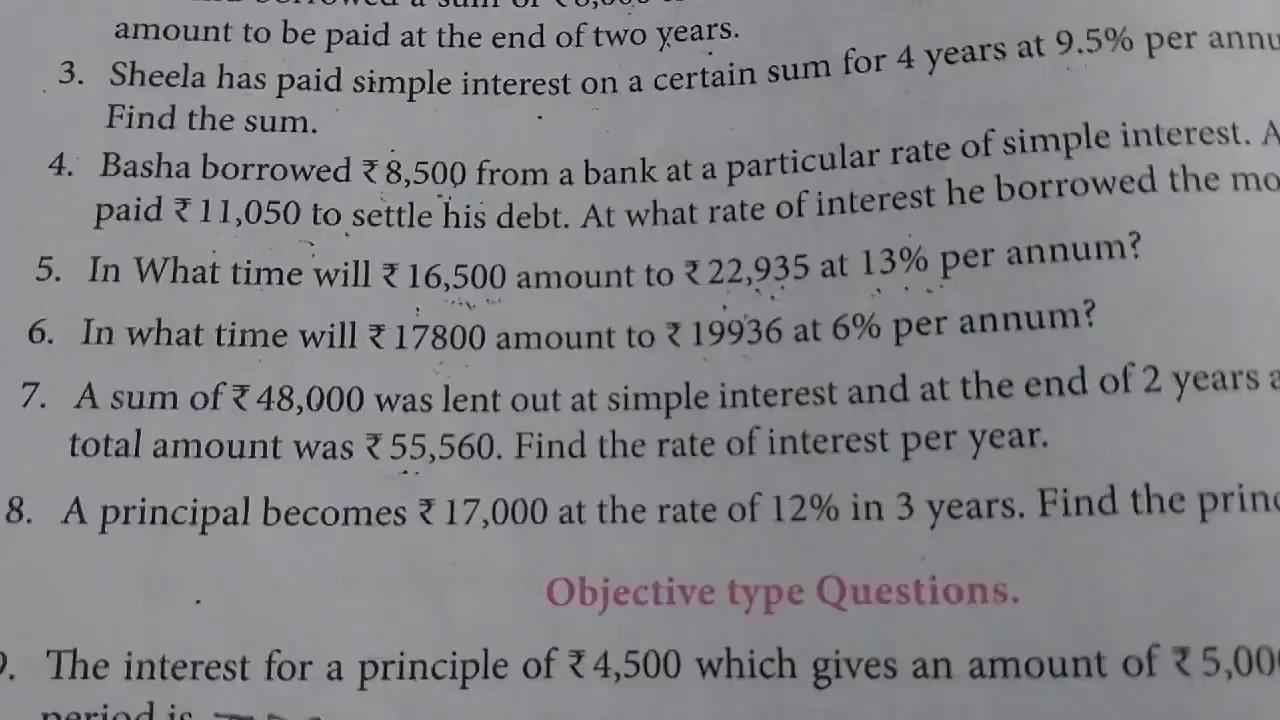 amount to be paid at the end of two years.
3. Sheela has paid simple interest on a certain sum for 4 years at 9.5% per
Find the sum.
4. Basha borrowed ₹ 8,500 from a bank at a particular rate of simple interest.
paid ₹ 11,050 to settle his debt. At what rate of interest he borrowed the
5. In What time will ₹ 16,500 amount to ₹ 22,935 at 13% per annum?
6. In what time will ₹ 17800 amount to ₹ 19936 at 6% per annum?
7. A sum of ₹ 48,000 was lent out at simple interest and at the end of 2 years
total amount was ₹ 55,560. Find the rate of interest per year.
8. A principal becomes ₹ 17,000 at the rate of 12% in 3 years. Find the
Objective type Questions.
The interest for a principle of ₹ 4,500 which gives an amount of
period is